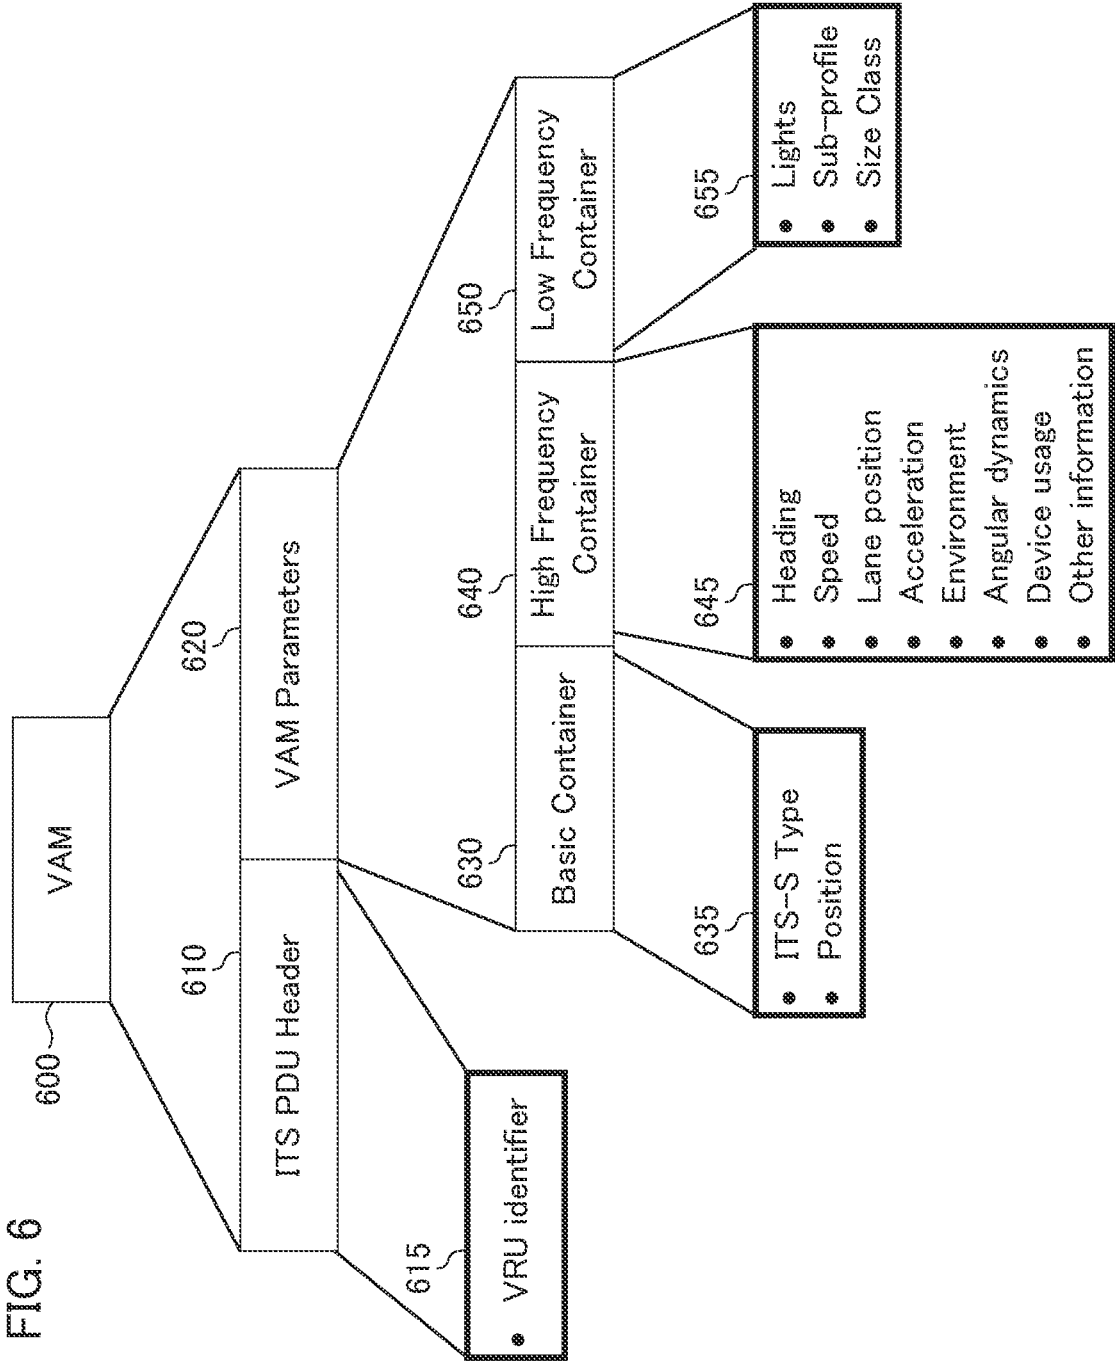 FIG. 6
600
VAM
610
620
ITS PDU Header
VAM Parameters
615
• VRU identifier
630
640
650
Basic Container
High Frequency
Container
Low Frequency
Container
635
• ITS-S Type
• Position
645
• Heading
• Speed
• Lane position
• Acceleration
• Environment
• Angular dynamics
• Device usage
• Other information
655
• Lights
• Sub-profile
• Size Class